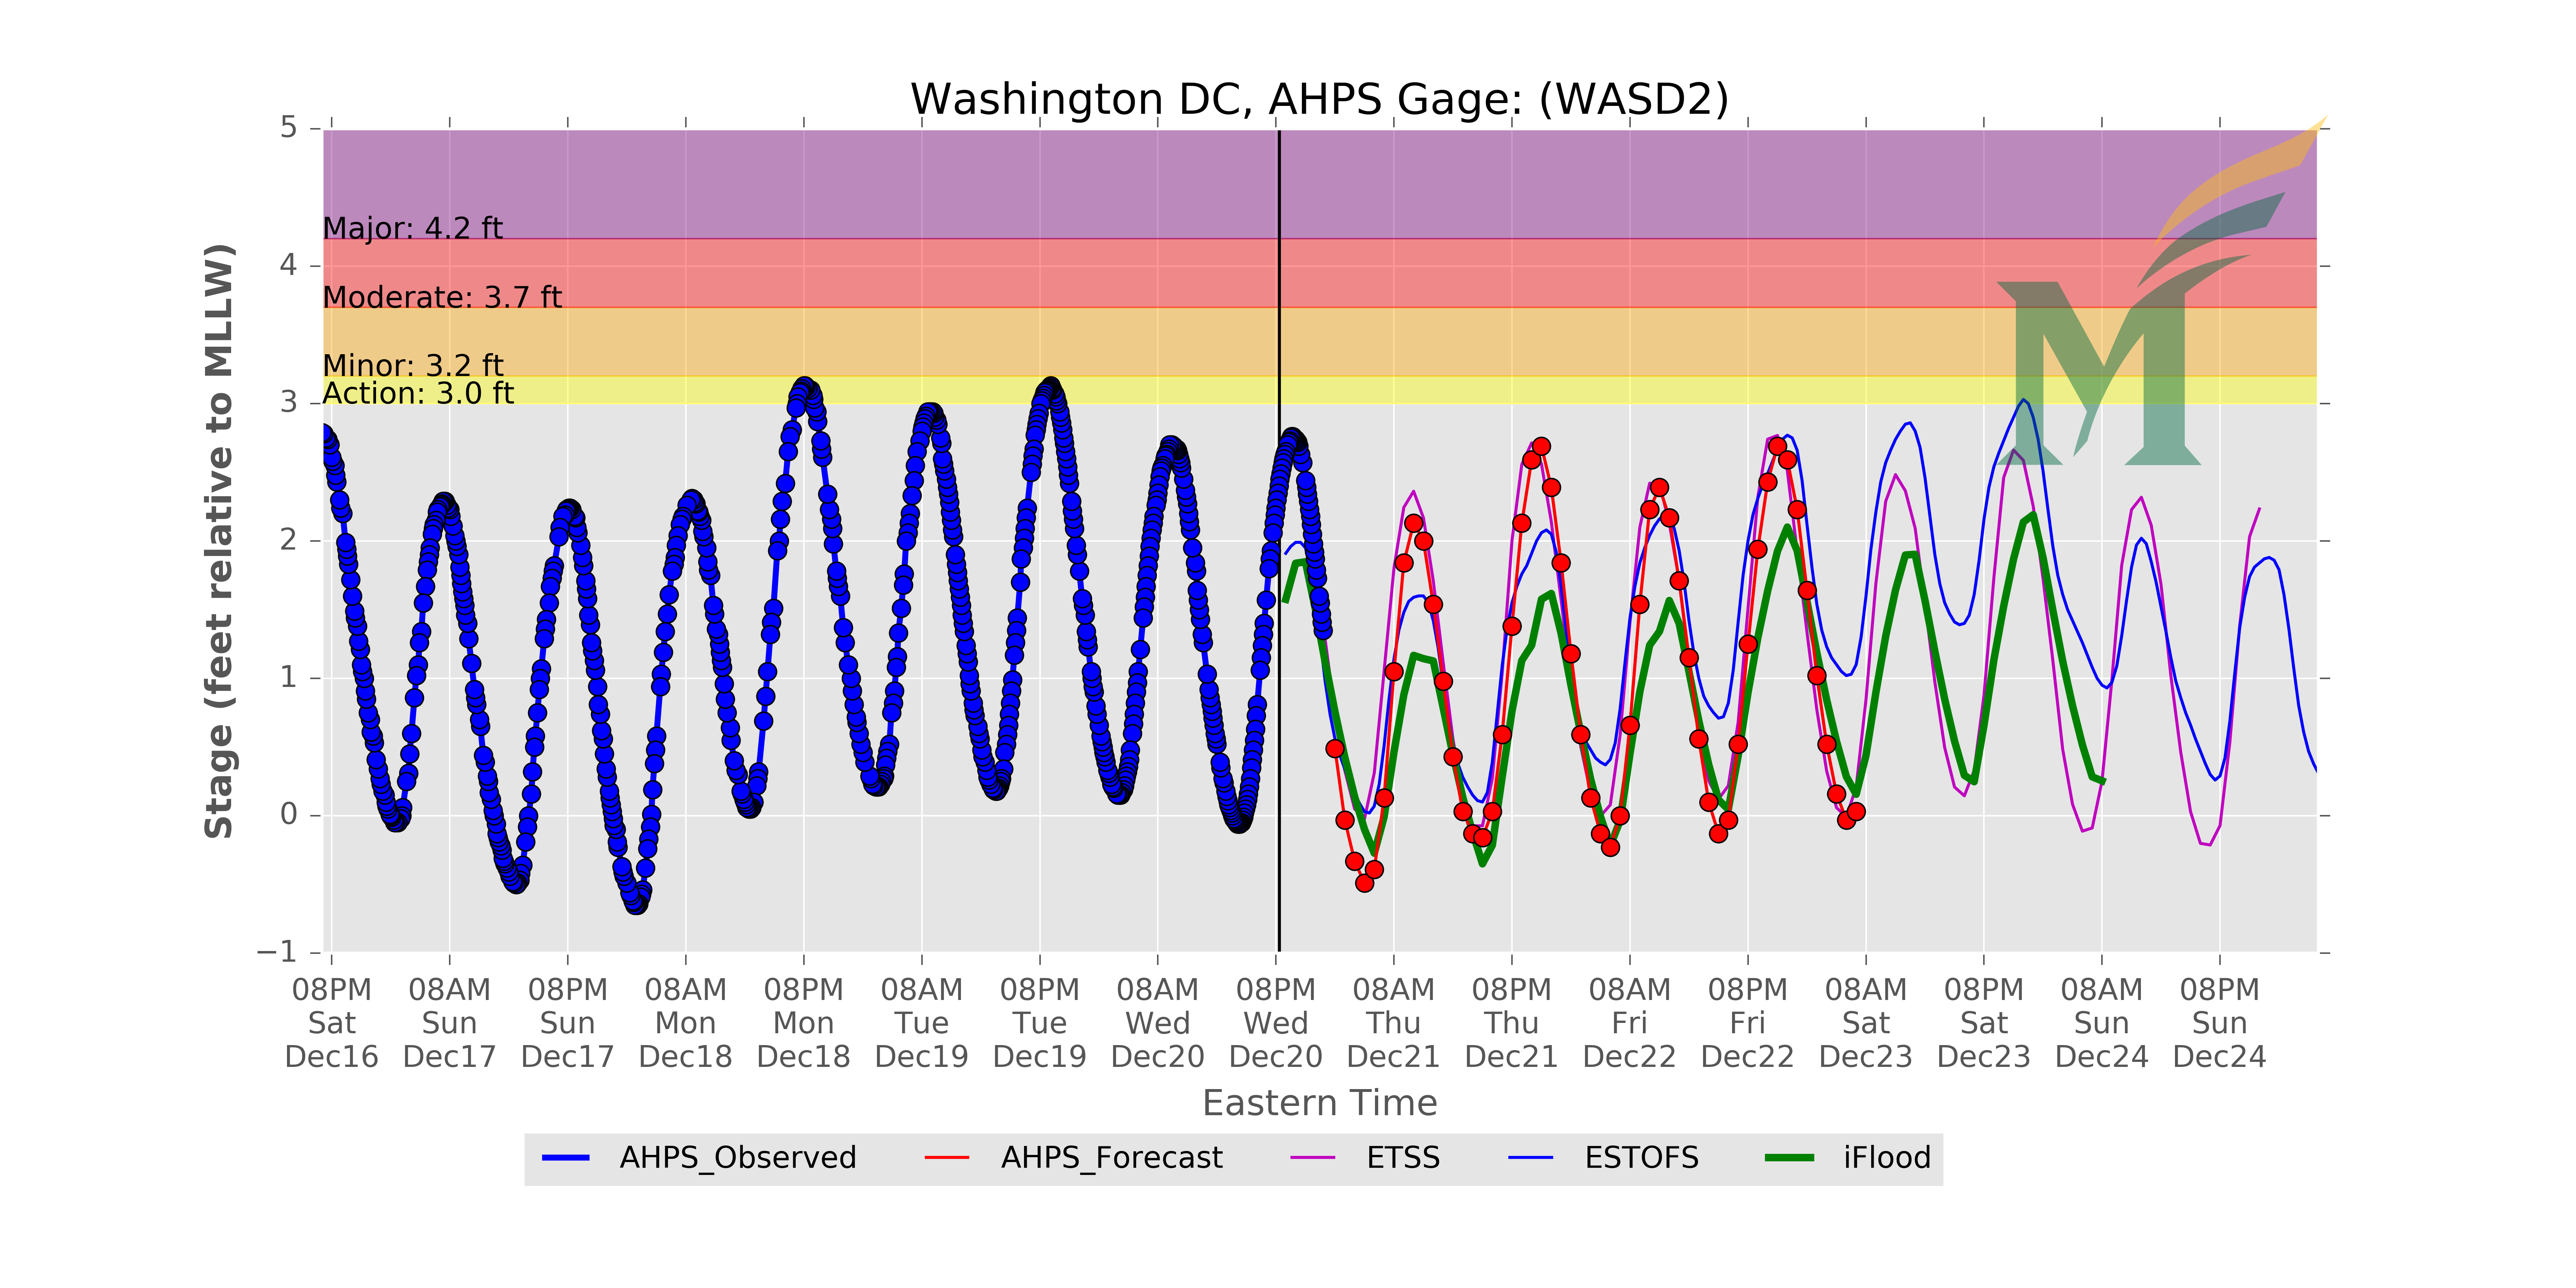 Washington DC, AHPS Gage: (WASD2)
5
4
3
2
1
0
−1
Stage (feet relative to MLLW)
Major: 4.2 ft
Moderate: 3.7 ft
Minor: 3.2 ft
Action: 3.0 ft
M
08PM Sat Dec16
08AM Sun Dec17
08PM Sun Dec17
08AM Mon Dec18
08PM Mon Dec18
08AM Tue Dec19
08PM Tue Dec19
08AM Wed Dec20
08PM Wed Dec20
08AM Thu Dec21
08PM Thu Dec21
08AM Fri Dec22
08PM Fri Dec22
08AM Sat Dec23
08PM Sat Dec23
08AM Sun Dec24
08PM Sun Dec24
Eastern Time
AHPS_Observed AHPS_Forecast ETSS ESTOFS iFlood